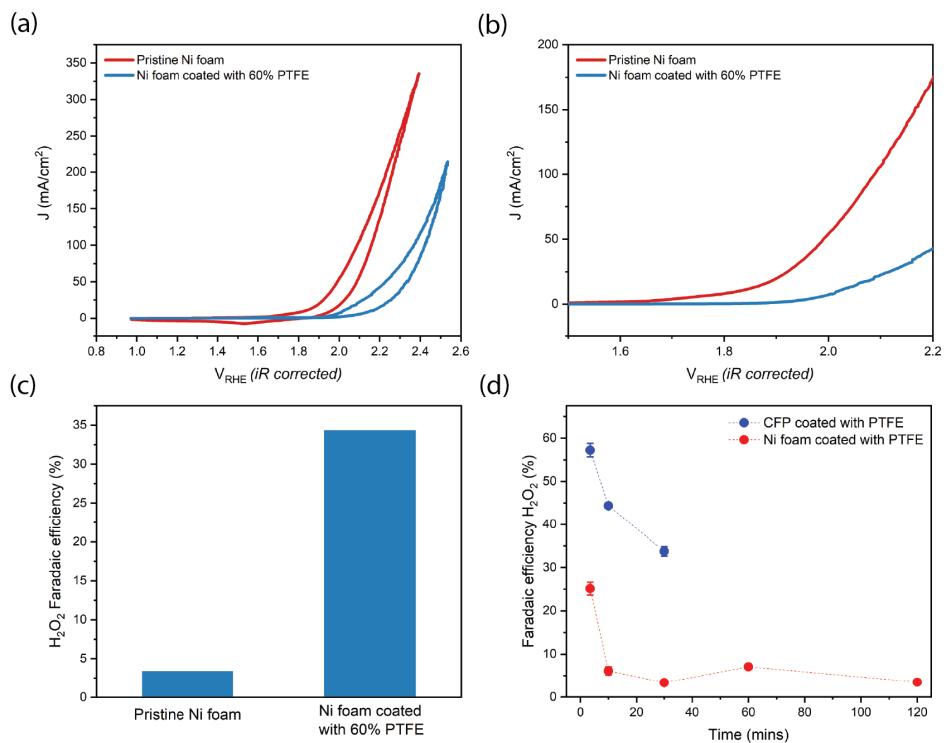 (a)
Pristine Ni foam
Ni foam coated with 60% PTFE
J (mA/cm²)
350
300
250
200
150
100
50
0
0.8 1.0 1.2 1.4 1.6 1.8 2.0 2.2 2.4 2.6
V_RHE (iR corrected)
(b)
Pristine Ni foam
Ni foam coated with 60% PTFE
J (mA/cm²)
200
150
100
50
0
1.6 1.8 2.0 2.2
V_RHE (iR corrected)
(c)
H₂O₂ Faradaic efficiency (%)
35
30
25
20
15
10
5
0
Pristine Ni foam
Ni foam coated
with 60% PTFE
(d)
CFP coated with PTFE
Ni foam coated with PTFE
Faradaic efficiency H₂O₂ (%)
60
50
40
30
20
10
0
0 20 40 60 80 100 120
Time (mins)